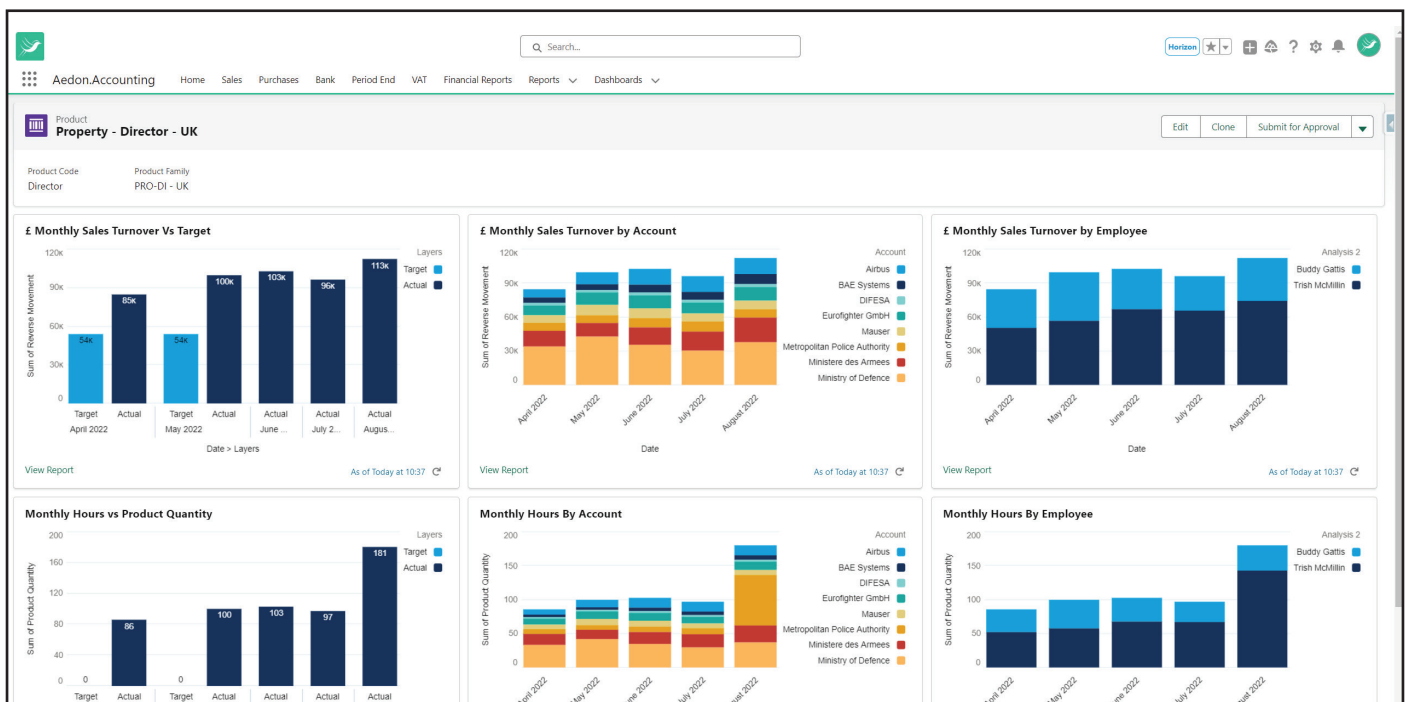 Search...
Horizon
Aedon.Accounting Home Sales Purchases Bank Period End VAT Financial Reports Reports Dashboards
Product
Property - Director - UK
Edit Clone Submit for Approval
Product Code Product Family
Director PRO-DI - UK
£ Monthly Sales Turnover Vs Target
Sum of Reverse Movement
120K
90K
60K
30K
0
54K
85K
54K
100K
103K
96K
113K
Layers
Target
Actual
Target Actual Target Actual Actual Actual Actual
April 2022 May 2022 June ... July 2... Augus...
Date > Layers
View Report As of Today at 10:37
£ Monthly Sales Turnover by Account
Sum of Reverse Movement
120K
90K
60K
30K
0
Account
Airbus
BAE Systems
DIFESA
Eurofighter GmbH
Mauser
Metropolitan Police Authority
Ministere des Armees
Ministry of Defence
April 2022 May 2022 June 2022 July 2022 August 2022
Date
View Report As of Today at 10:37
£ Monthly Sales Turnover by Employee
Sum of Reverse Movement
120K
90K
60K
30K
0
Analysis 2
Buddy Gattis
Trish McMillin
April 2022 May 2022 June 2022 July 2022 August 2022
Date
View Report As of Today at 10:37
Monthly Hours vs Product Quantity
Sum of Product Quantity
200
160
120
80
40
0
0
86
0
100
103
97
181
Layers
Target
Actual
Target Actual Target Actual Actual Actual Actual
Monthly Hours By Account
Sum of Product Quantity
200
150
100
50
0
Account
Airbus
BAE Systems
DIFESA
Eurofighter GmbH
Mauser
Metropolitan Police Authority
Ministere des Armees
Ministry of Defence
2022 2022 2022 2022 2022
Monthly Hours By Employee
Sum of Product Quantity
200
150
100
50
0
Analysis 2
Buddy Gattis
Trish McMillin
2022 2022 2022 2022 2022